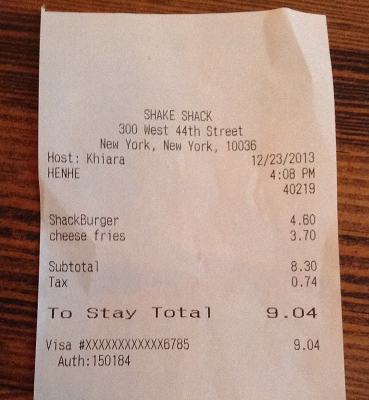 SHAKE SHACK
300 West 44th Street
New York, New York, 10036
Host: Khiara 12/23/2013
HENHE 4:08 PM
40219
ShackBurger 4.60
cheese fries 3.70
Subtotal 8.30
Tax 0.74
To Stay Total 9.04
Visa #XXXXXXXXXXXX6785 9.04
Auth:150184